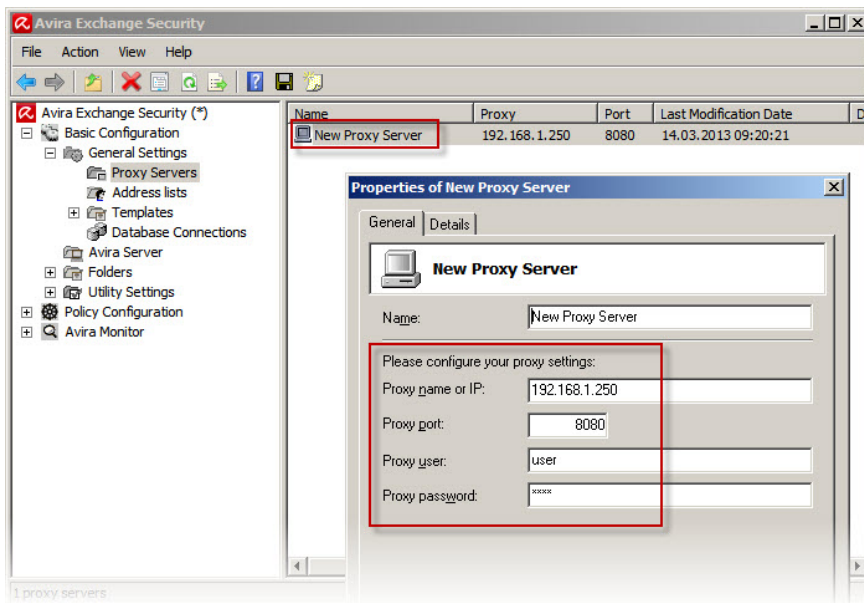 Avira Exchange Security
File Action View Help
Avira Exchange Security (*)
Basic Configuration
General Settings
Proxy Servers
Address lists
Templates
Database Connections
Avira Server
Folders
Utility Settings
Policy Configuration
Avira Monitor
Name Proxy Port Last Modification Date D
New Proxy Server 192.168.1.250 8080 14.03.2013 09:20:21
Properties of New Proxy Server
General Details
New Proxy Server
Name: New Proxy Server
Please configure your proxy settings:
Proxy name or IP: 192.168.1.250
Proxy port: 8080
Proxy user: user
Proxy password: xxxx
1 proxy servers